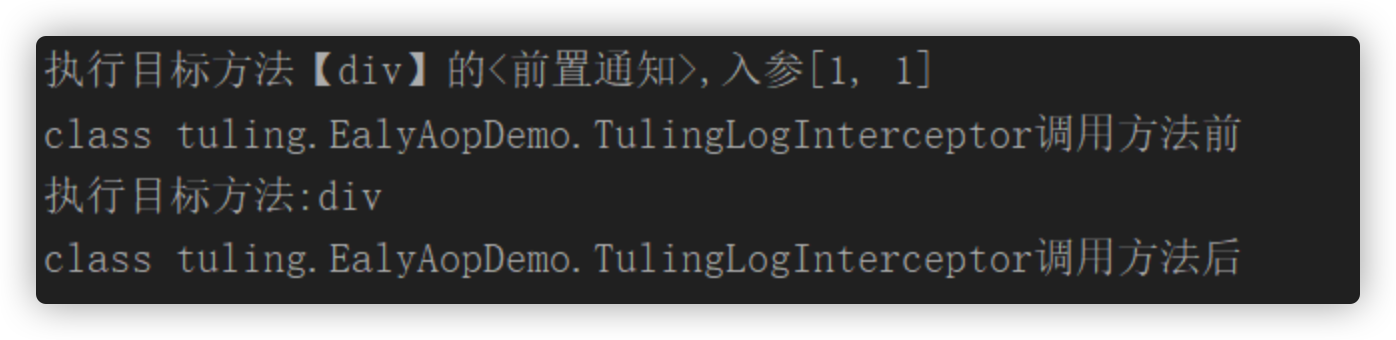 执行目标方法【div】的<前置通知>,入参[1, 1]
class tuling.EalyAopDemo.TulingLogInterceptor调用方法前
执行目标方法:div
class tuling.EalyAopDemo.TulingLogInterceptor调用方法后